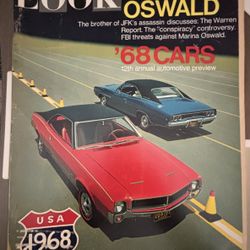 LOOK
OSWALD
The brother of JFK's assassin discusses: The Warren
Report. The "conspiracy" controversy.
FBI threats against Marina Oswald.
'68 CARS
12th annual automotive preview
USA
1968